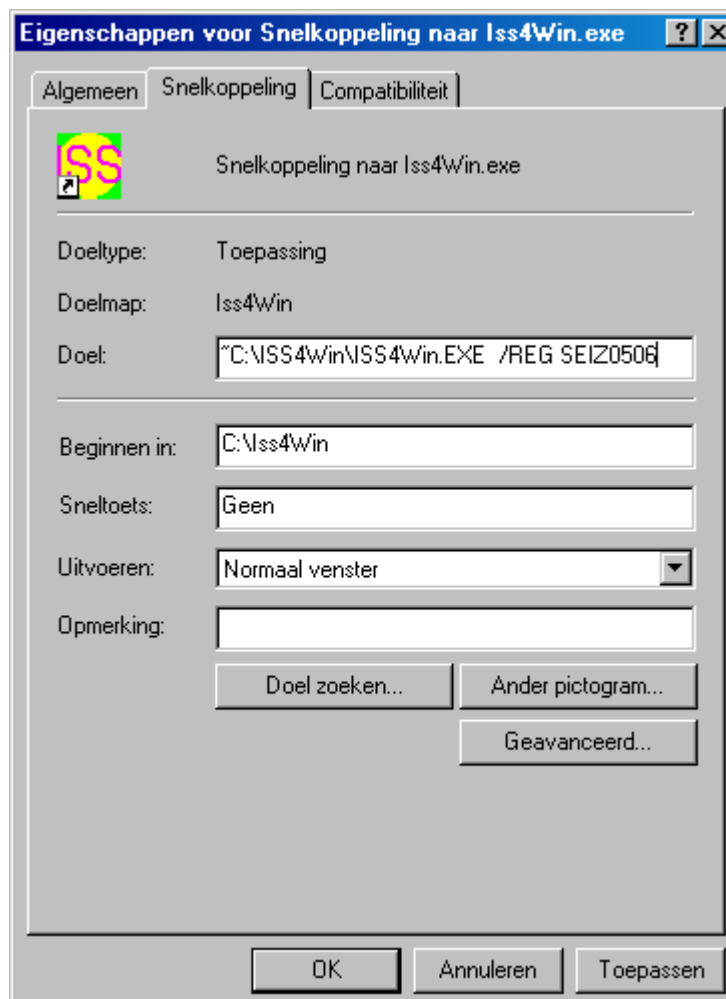 Eigenschappen voor Snelkoppeling naar Iss4Win.exe
Algemeen Snelkoppeling Compatibiliteit
ISS
Snelkoppeling naar Iss4Win.exe
Doeltype: Toepassing
Doelmap: Iss4Win
Doel: "C:\ISS4Win\ISS4Win.EXE  /REG SEIZ0506
Beginnen in: C:\Iss4Win
Sneltoets: Geen
Uitvoeren: Normaal venster
Opmerking:
Doel zoeken... Ander pictogram...
Geavanceerd...
OK Annuleren Toepassen